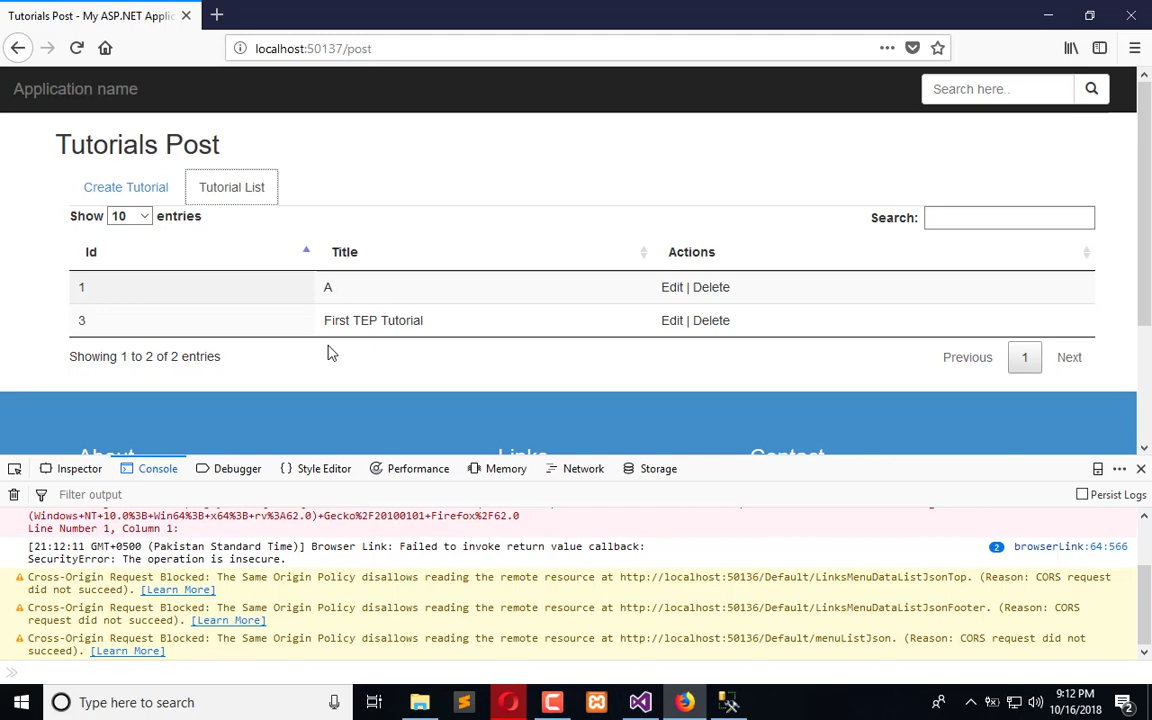 Tutorials Post - My ASP.NET Applic
localhost:50137/post
Application name
Search here..
Tutorials Post
Create Tutorial
Tutorial List
Show 10 entries
Search:
Id Title Actions
1 A Edit | Delete
3 First TEP Tutorial Edit | Delete
Showing 1 to 2 of 2 entries
Previous 1 Next
About Links Contact
Inspector Console Debugger Style Editor Performance Memory Network Storage
Filter output
Persist Logs
(Windows+NT+10.0%3B+Win64%3B+x64%3B+rv%3A62.0)+Gecko%2F20100101+Firefox%2F62.0
Line Number 1, Column 1:
[21:12:11 GMT+0500 (Pakistan Standard Time)] Browser Link: Failed to invoke return value callback: 2 browserLink:64:566
SecurityError: The operation is insecure.
Cross-Origin Request Blocked: The Same Origin Policy disallows reading the remote resource at http://localhost:50136/Default/LinksMenuDataListJsonTop. (Reason: CORS request
did not succeed). [Learn More]
Cross-Origin Request Blocked: The Same Origin Policy disallows reading the remote resource at http://localhost:50136/Default/LinksMenuDataListJsonFooter. (Reason: CORS
request did not succeed). [Learn More]
Cross-Origin Request Blocked: The Same Origin Policy disallows reading the remote resource at http://localhost:50136/Default/menuListJson. (Reason: CORS request did not
succeed). [Learn More]
Type here to search
9:12 PM
10/16/2018
2